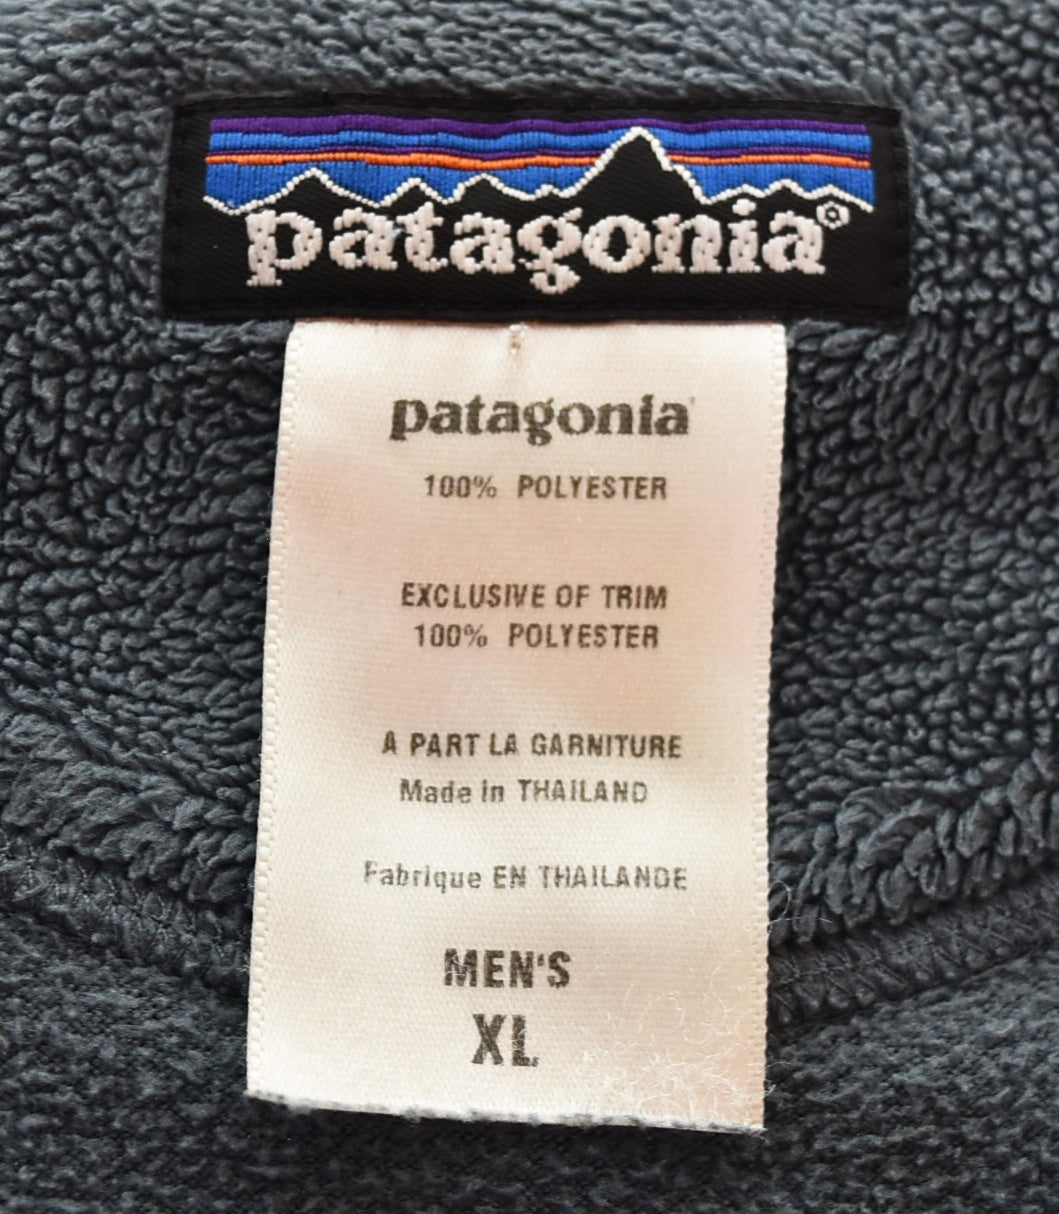 patagonia®
patagonia
100% POLYESTER
EXCLUSIVE OF TRIM
100% POLYESTER
A PART LA GARNITURE
Made in THAILAND
Fabrique EN THAILANDE
MEN'S
XL